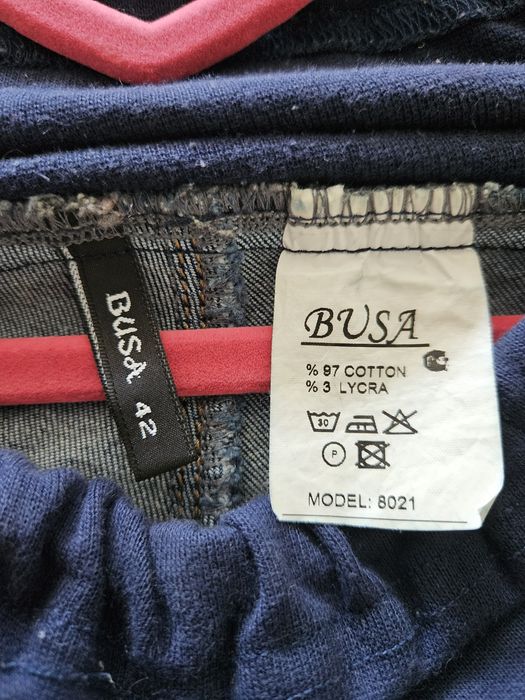 BUSA 42
BUSA
% 97 COTTON
% 3 LYCRA
30
P
MODEL: 8021